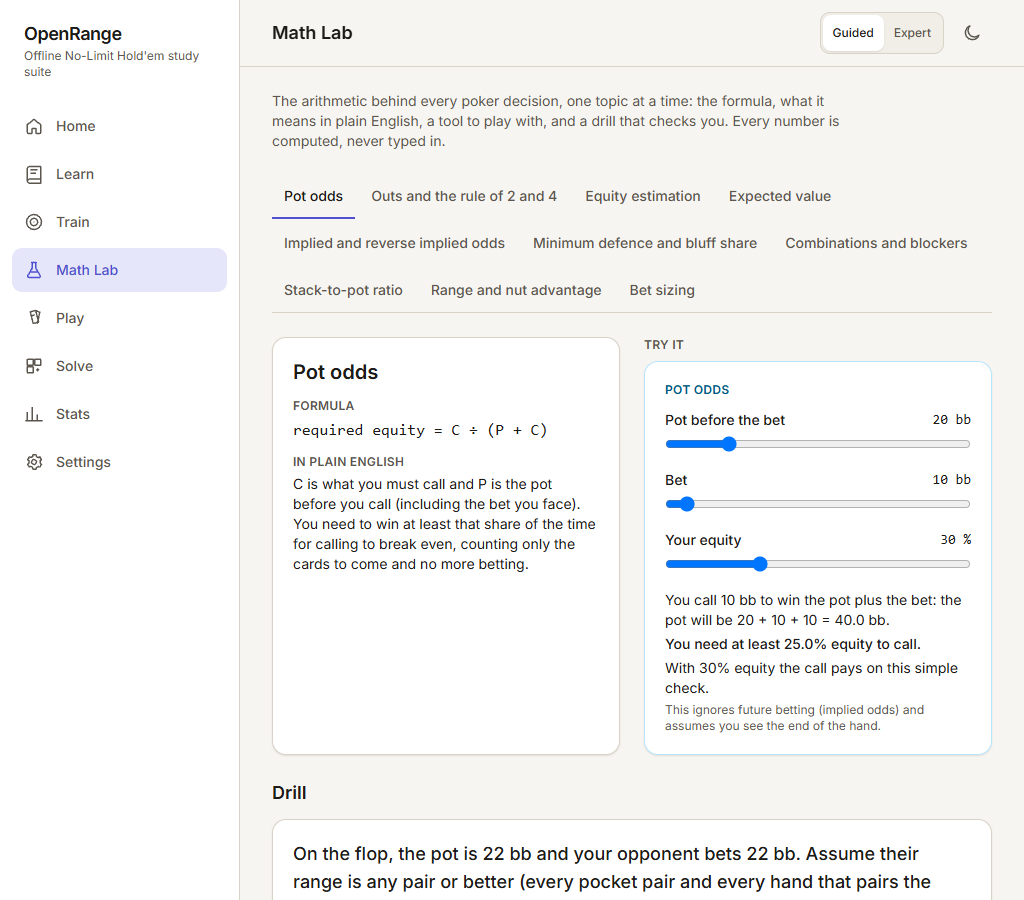 OpenRange
Offline No-Limit Hold'em study
suite
Home
Learn
Train
Math Lab
Play
Solve
Stats
Settings
Math Lab
Guided
Expert
The arithmetic behind every poker decision, one topic at a time: the formula, what it
means in plain English, a tool to play with, and a drill that checks you. Every number is
computed, never typed in.
Pot odds
Outs and the rule of 2 and 4
Equity estimation
Expected value
Implied and reverse implied odds
Minimum defence and bluff share
Combinations and blockers
Stack-to-pot ratio
Range and nut advantage
Bet sizing
Pot odds
FORMULA
required equity = C ÷ (P + C)
IN PLAIN ENGLISH
C is what you must call and P is the pot
before you call (including the bet you face).
You need to win at least that share of the time
for calling to break even, counting only the
cards to come and no more betting.
TRY IT
POT ODDS
Pot before the bet 20 bb
Bet 10 bb
Your equity 30 %
You call 10 bb to win the pot plus the bet: the
pot will be 20 + 10 + 10 = 40.0 bb.
You need at least 25.0% equity to call.
With 30% equity the call pays on this simple
check.
This ignores future betting (implied odds) and
assumes you see the end of the hand.
Drill
On the flop, the pot is 22 bb and your opponent bets 22 bb. Assume their
range is any pair or better (every pocket pair and every hand that pairs the